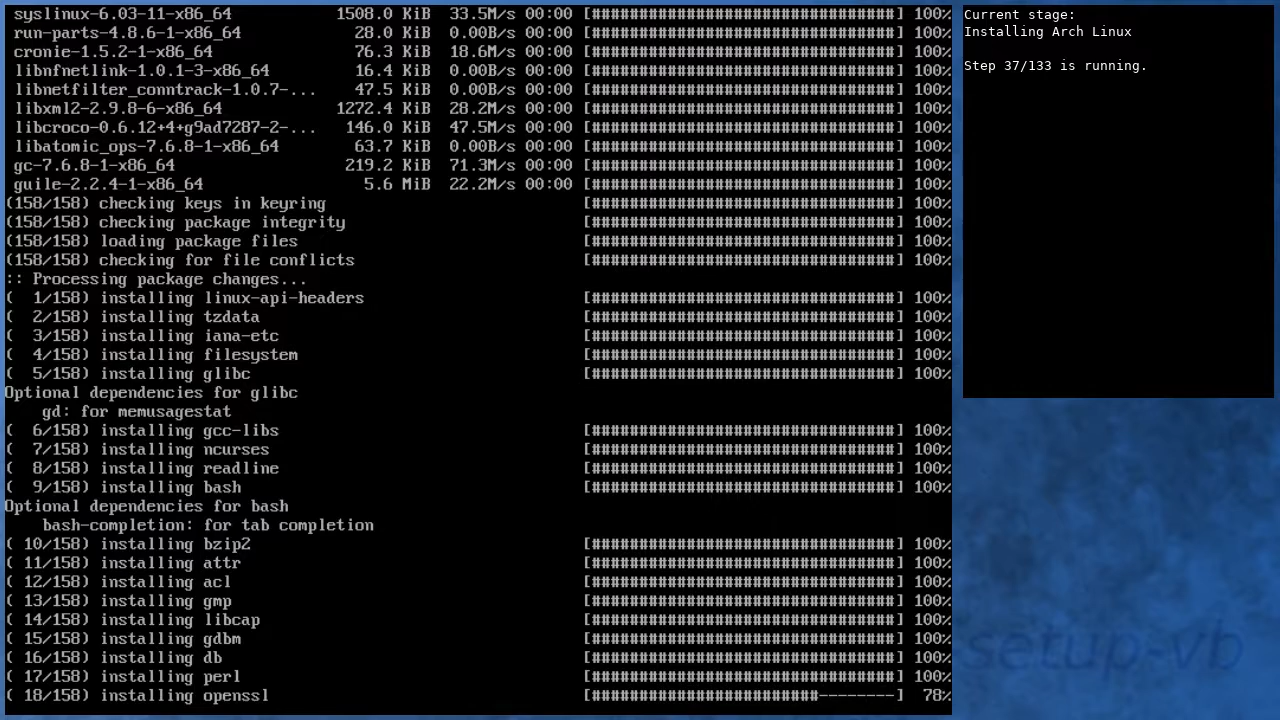 syslinux-6.03-11-x86_64 1508.0 KiB 33.5M/s 00:00 [################################] 100%
run-parts-4.8.6-1-x86_64 28.0 KiB 0.00B/s 00:00 [################################] 100%
cronie-1.5.2-1-x86_64 76.3 KiB 18.6M/s 00:00 [################################] 100%
libnfnetlink-1.0.1-3-x86_64 16.4 KiB 0.00B/s 00:00 [################################] 100%
libnetfilter_conntrack-1.0.7-... 47.5 KiB 0.00B/s 00:00 [################################] 100%
libxml2-2.9.8-6-x86_64 1272.4 KiB 28.2M/s 00:00 [################################] 100%
libcroco-0.6.12+4+g9ad7287-2-... 146.0 KiB 47.5M/s 00:00 [################################] 100%
libatomic_ops-7.6.8-1-x86_64 63.7 KiB 0.00B/s 00:00 [################################] 100%
gc-7.6.8-1-x86_64 219.2 KiB 71.3M/s 00:00 [################################] 100%
guile-2.2.4-1-x86_64 5.6 MiB 22.2M/s 00:00 [################################] 100%
(158/158) checking keys in keyring [################################] 100%
(158/158) checking package integrity [################################] 100%
(158/158) loading package files [################################] 100%
(158/158) checking for file conflicts [################################] 100%
:: Processing package changes...
( 1/158) installing linux-api-headers [################################] 100%
( 2/158) installing tzdata [################################] 100%
( 3/158) installing iana-etc [################################] 100%
( 4/158) installing filesystem [################################] 100%
( 5/158) installing glibc [################################] 100%
Optional dependencies for glibc
gd: for memusagestat
( 6/158) installing gcc-libs [################################] 100%
( 7/158) installing ncurses [################################] 100%
( 8/158) installing readline [################################] 100%
( 9/158) installing bash [################################] 100%
Optional dependencies for bash
bash-completion: for tab completion
( 10/158) installing bzip2 [################################] 100%
( 11/158) installing attr [################################] 100%
( 12/158) installing acl [################################] 100%
( 13/158) installing gmp [################################] 100%
( 14/158) installing libcap [################################] 100%
( 15/158) installing gdbm [################################] 100%
( 16/158) installing db [################################] 100%
( 17/158) installing perl [################################] 100%
( 18/158) installing openssl [########################--------] 78%
Current stage:
Installing Arch Linux
Step 37/133 is running.
setup-vb